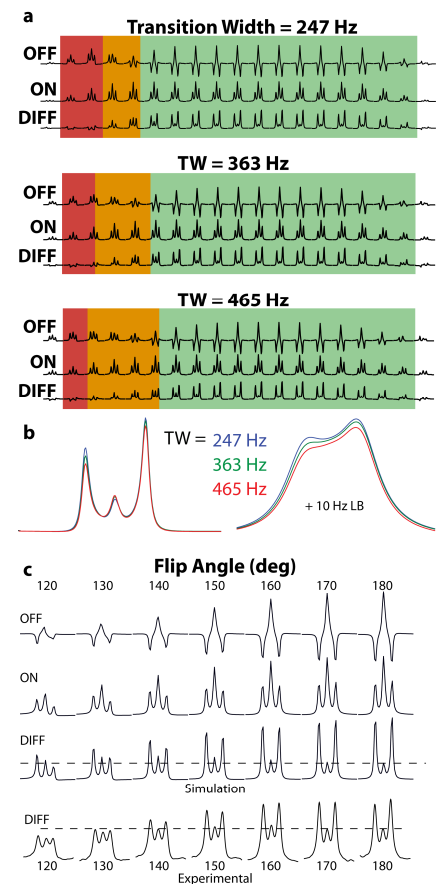 a
Transition Width = 247 Hz
OFF
ON
DIFF
TW = 363 Hz
OFF
ON
DIFF
TW = 465 Hz
OFF
ON
DIFF
b
TW = 247 Hz
363 Hz
465 Hz
+ 10 Hz LB
c
Flip Angle (deg)
120 130 140 150 160 170 180
OFF
ON
DIFF
Simulation
DIFF
120 130 140 150 160 170 180
Experimental